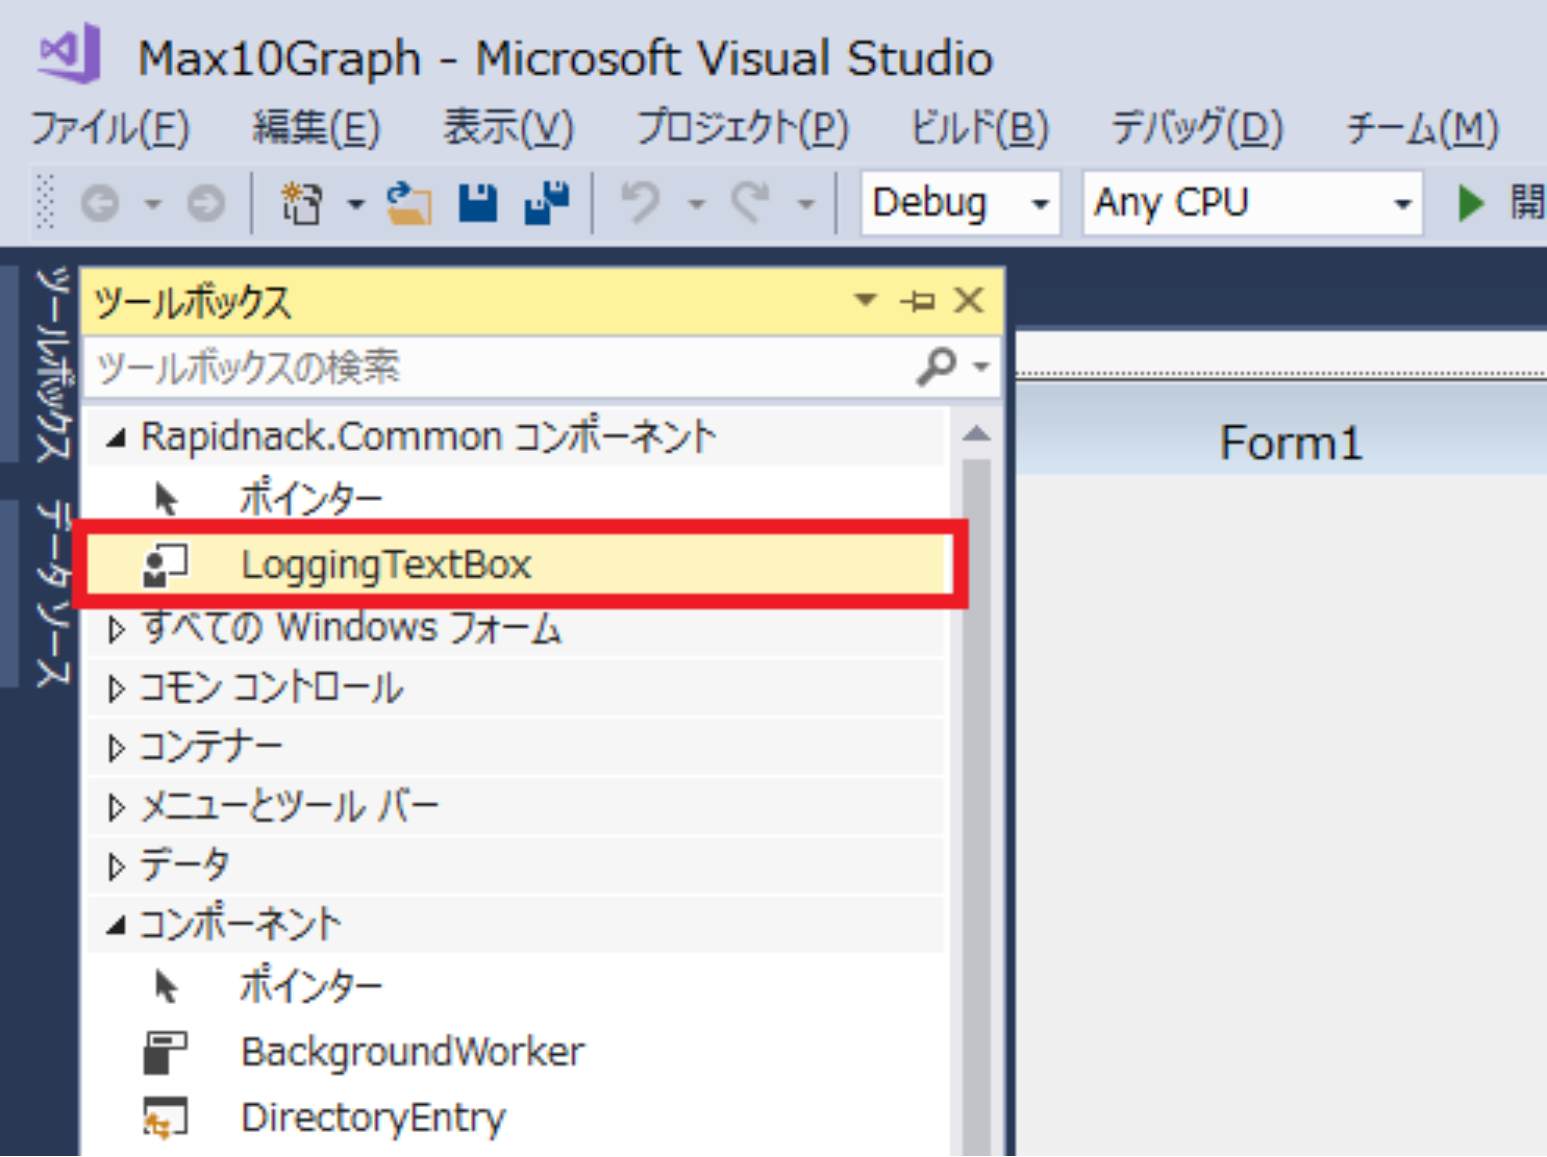 Max10Graph - Microsoft Visual Studio
ファイル(F) 編集(E) 表示(V) プロジェクト(P) ビルド(B) デバッグ(D) チーム(M)
Debug Any CPU 開
ツールボックス
データ ソース
ツールボックス
ツールボックスの検索
Rapidnack.Common コンポーネント
ポインター
LoggingTextBox
すべての Windows フォーム
コモン コントロール
コンテナー
メニューとツール バー
データ
コンポーネント
ポインター
BackgroundWorker
DirectoryEntry
Form1